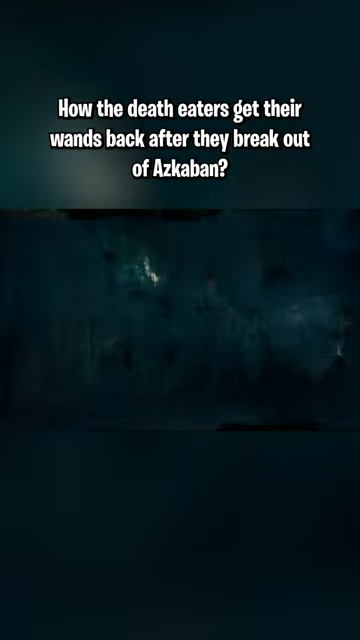 How the death eaters get their
wands back after they break out
of Azkaban?